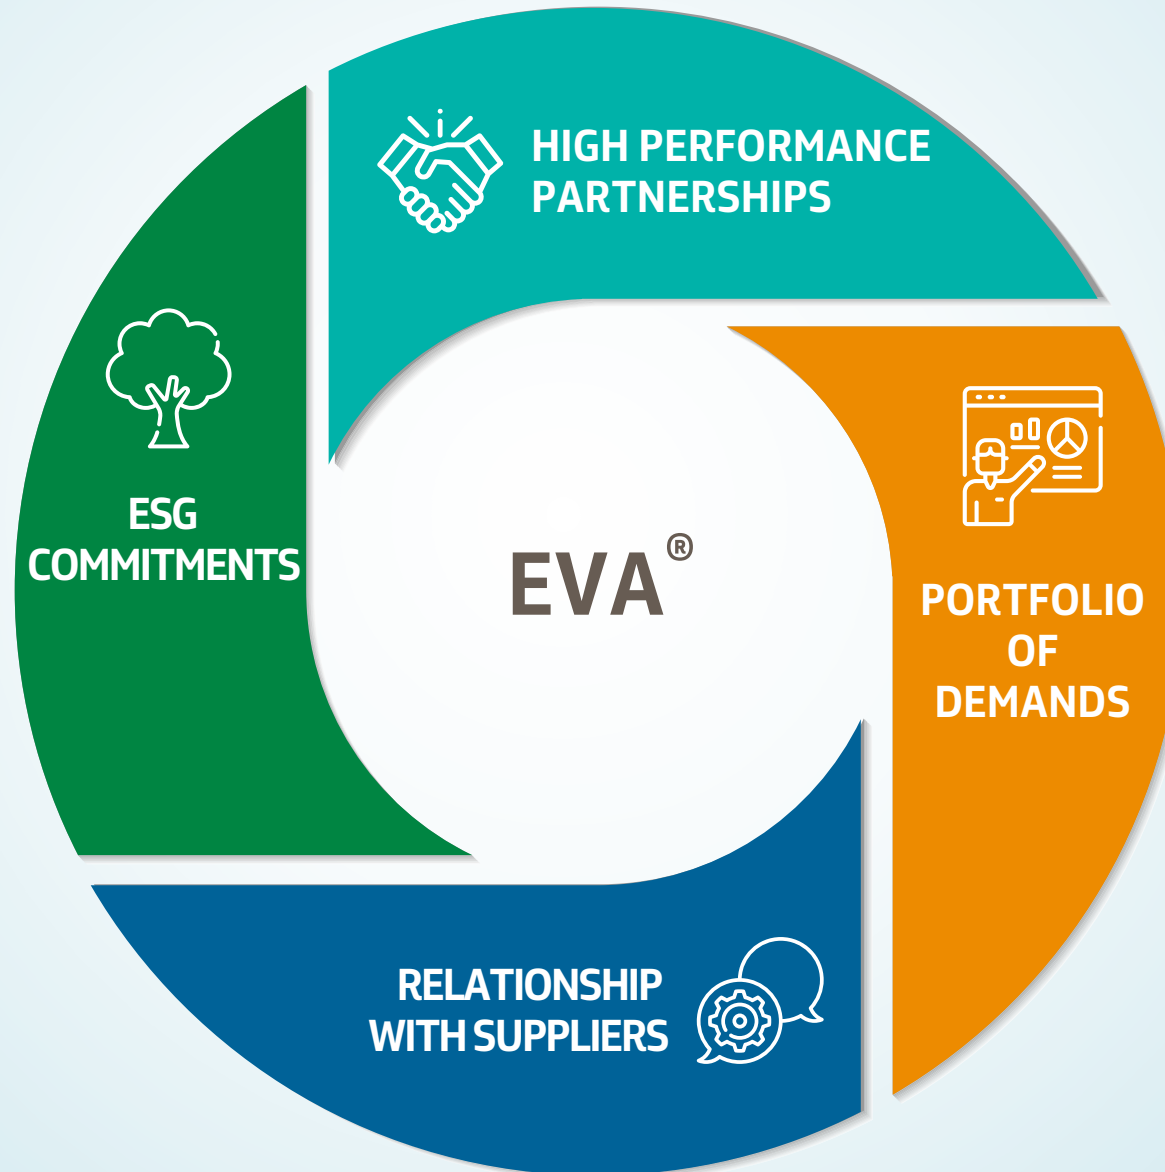 HIGH PERFORMANCE
PARTNERSHIPS
ESG
COMMITMENTS
EVA®
PORTFOLIO
OF
DEMANDS
RELATIONSHIP
WITH SUPPLIERS